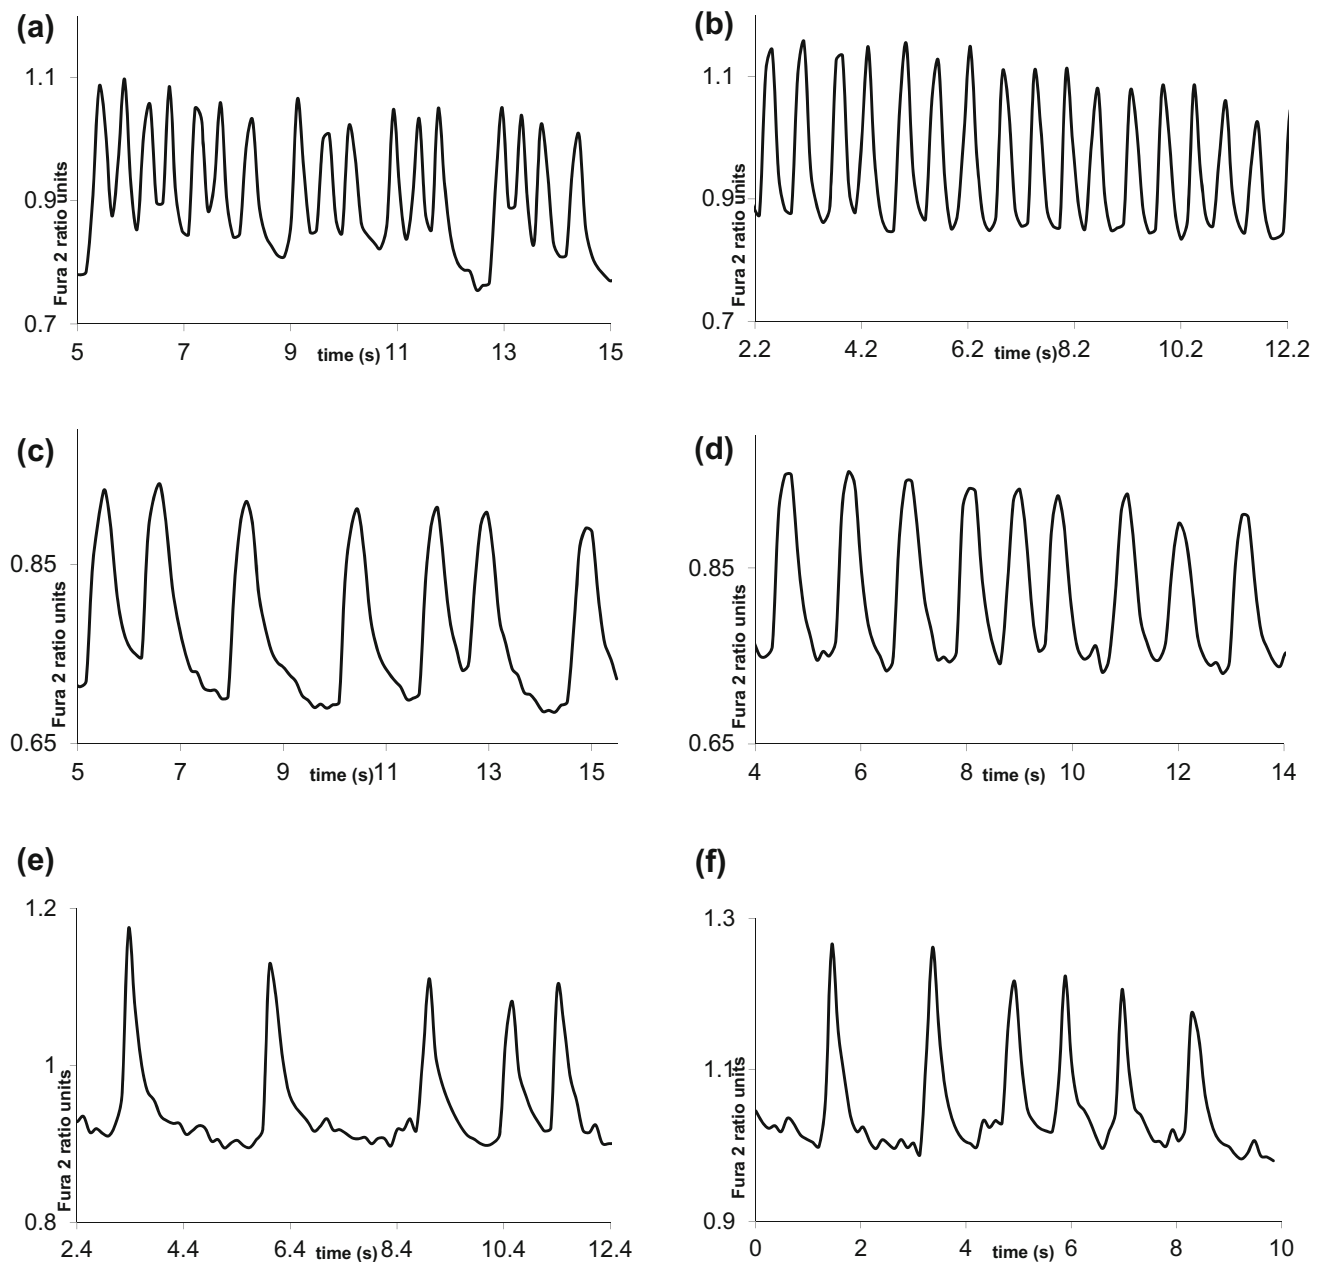 (a)
(b)
1.1
0.9
0.7
Fura 2 ratio units
5 7 9 time (s) 11 13 15
1.1
0.9
0.7
Fura 2 ratio units
2.2 4.2 6.2 time (s) 8.2 10.2 12.2
(c)
(d)
0.85
0.65
Fura 2 ratio units
5 7 9 time (s) 11 13 15
0.85
0.65
Fura 2 ratio units
4 6 8 time (s) 10 12 14
(e)
(f)
1.2
1
0.8
Fura 2 ratio units
2.4 4.4 6.4 time (s) 8.4 10.4 12.4
1.3
1.1
0.9
Fura 2 ratio units
0 2 4 time (s) 6 8 10